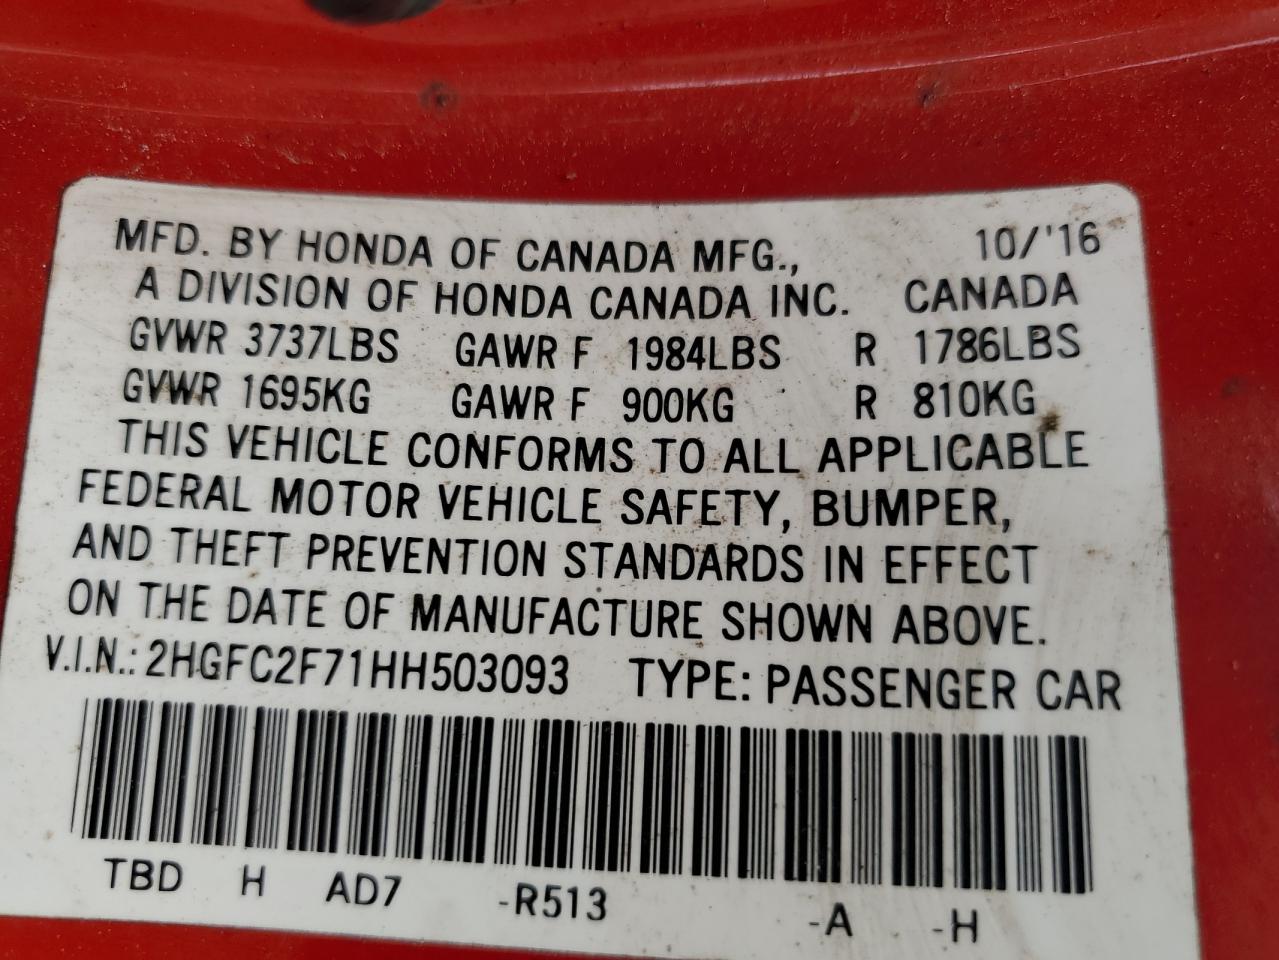 MFD. BY HONDA OF CANADA MFG., 10/'16
A DIVISION OF HONDA CANADA INC. CANADA
GVWR 3737LBS GAWR F 1984LBS R 1786LBS
GVWR 1695KG GAWR F 900KG R 810KG
THIS VEHICLE CONFORMS TO ALL APPLICABLE
FEDERAL MOTOR VEHICLE SAFETY, BUMPER,
AND THEFT PREVENTION STANDARDS IN EFFECT
ON THE DATE OF MANUFACTURE SHOWN ABOVE.
V.I.N.: 2HGFC2F71HH503093 TYPE: PASSENGER CAR
TBD H AD7 -R513 -A -H